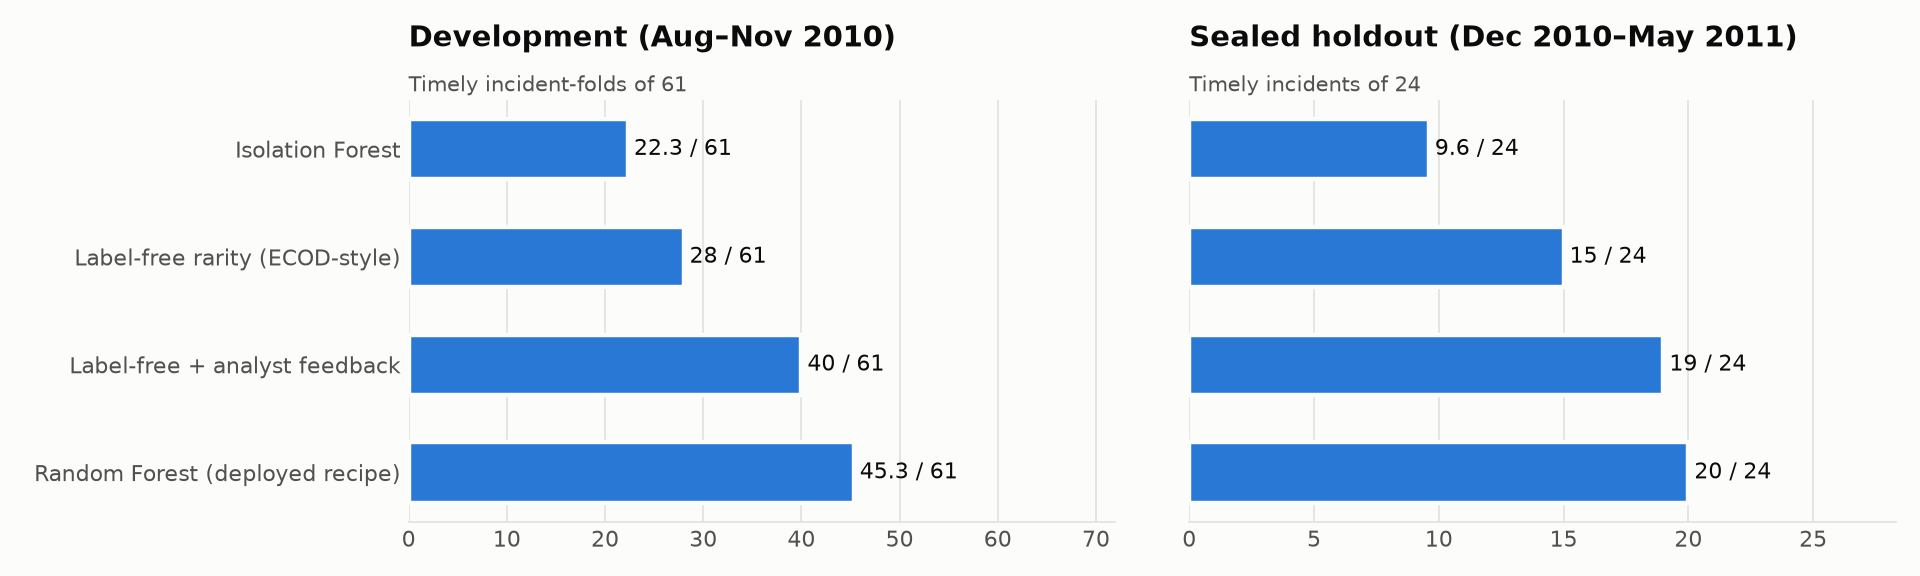 Development (Aug–Nov 2010)
Timely incident-folds of 61
Isolation Forest
22.3 / 61
Label-free rarity (ECOD-style)
28 / 61
Label-free + analyst feedback
40 / 61
Random Forest (deployed recipe)
45.3 / 61
0 10 20 30 40 50 60 70
Sealed holdout (Dec 2010–May 2011)
Timely incidents of 24
9.6 / 24
15 / 24
19 / 24
20 / 24
0 5 10 15 20 25